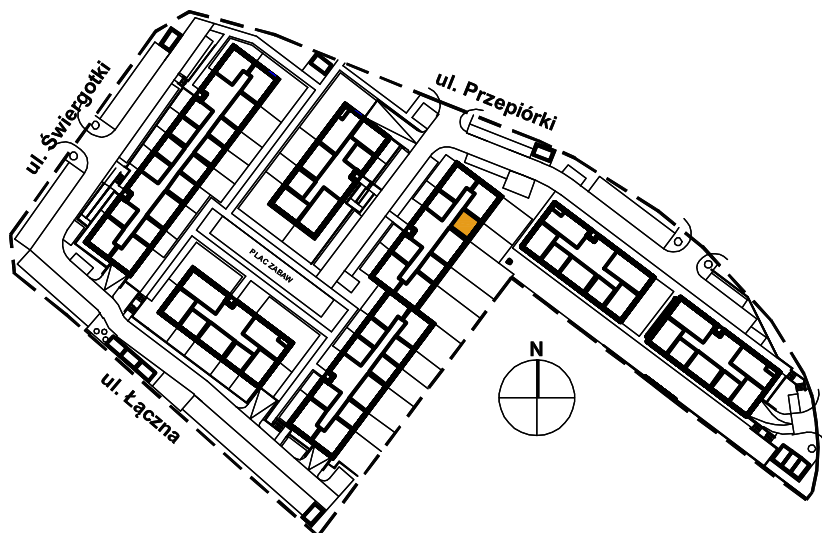 ul. Świergotki
ul. Przepiórki
PLAC ZABAW
N
ul. Łączna